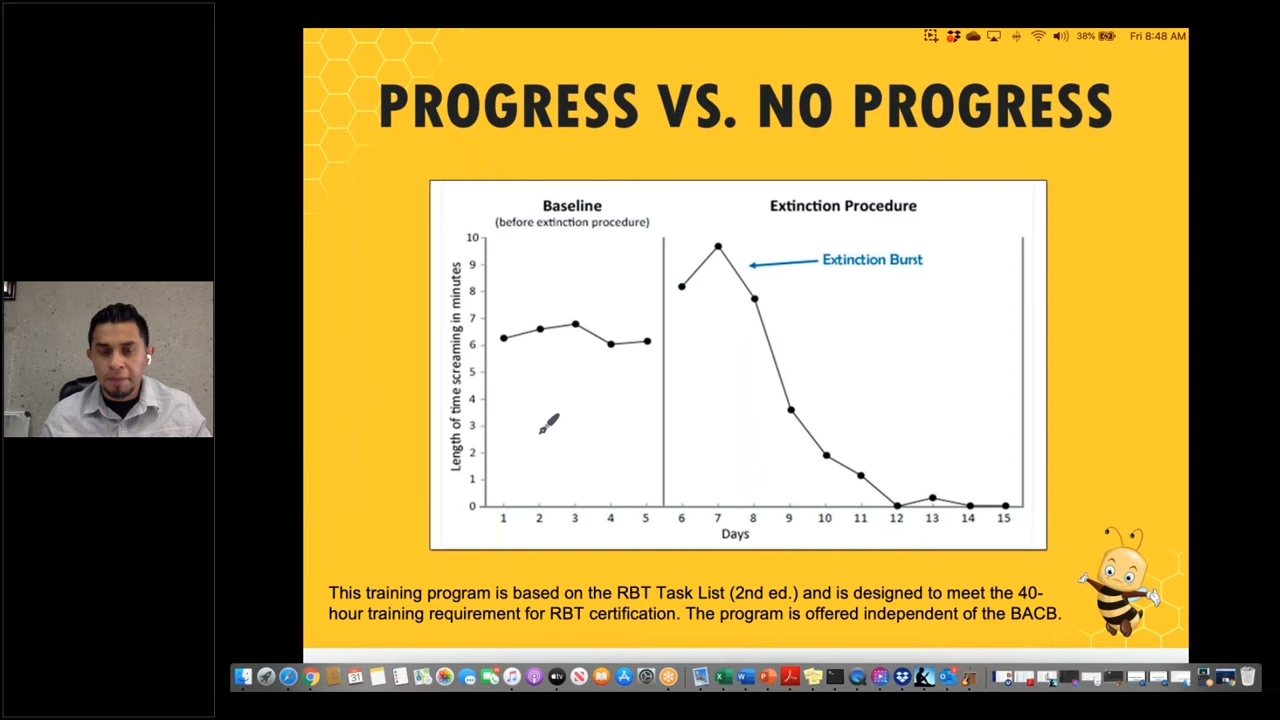 38%
Fri 8:48 AM
PROGRESS VS. NO PROGRESS
Baseline
(before extinction procedure)
Extinction Procedure
Extinction Burst
Length of time screaming in minutes
10
9
8
7
6
5
4
3
2
1
0
1 2 3 4 5 6 7 8 9 10 11 12 13 14 15
Days
This training program is based on the RBT Task List (2nd ed.) and is designed to meet the 40-
hour training requirement for RBT certification. The program is offered independent of the BACB.
31